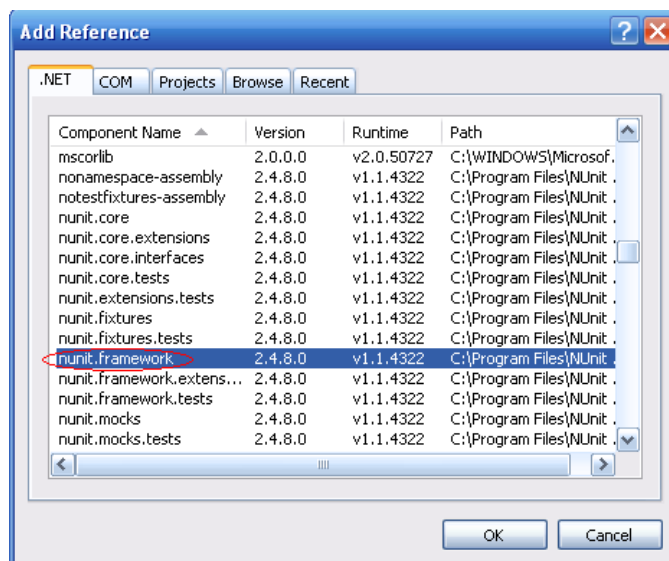 Add Reference
.NET COM Projects Browse Recent
Component Name Version Runtime Path
mscorlib 2.0.0.0 v2.0.50727 C:\WINDOWS\Microsof.
nonamespace-assembly 2.4.8.0 v1.1.4322 C:\Program Files\NUnit .
notestfixtures-assembly 2.4.8.0 v1.1.4322 C:\Program Files\NUnit .
nunit.core 2.4.8.0 v1.1.4322 C:\Program Files\NUnit .
nunit.core.extensions 2.4.8.0 v1.1.4322 C:\Program Files\NUnit .
nunit.core.interfaces 2.4.8.0 v1.1.4322 C:\Program Files\NUnit .
nunit.core.tests 2.4.8.0 v1.1.4322 C:\Program Files\NUnit .
nunit.extensions.tests 2.4.8.0 v1.1.4322 C:\Program Files\NUnit .
nunit.fixtures 2.4.8.0 v1.1.4322 C:\Program Files\NUnit .
nunit.fixtures.tests 2.4.8.0 v1.1.4322 C:\Program Files\NUnit .
nunit.framework 2.4.8.0 v1.1.4322 C:\Program Files\NUnit .
nunit.framework.extens... 2.4.8.0 v1.1.4322 C:\Program Files\NUnit .
nunit.framework.tests 2.4.8.0 v1.1.4322 C:\Program Files\NUnit .
nunit.mocks 2.4.8.0 v1.1.4322 C:\Program Files\NUnit .
nunit.mocks.tests 2.4.8.0 v1.1.4322 C:\Program Files\NUnit .
OK Cancel